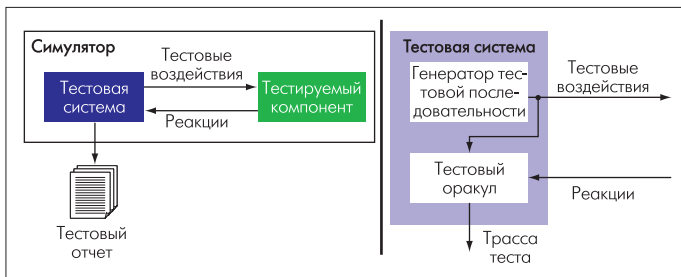 Симулятор
Тестовые
воздействия
Тестовая
система
Тестируемый
компонент
Реакции
Тестовый
отчет
Тестовая система
Генератор тес-
товой после-
довательности
Тестовые
воздействия
Тестовый
оракул
Реакции
Трасса
теста